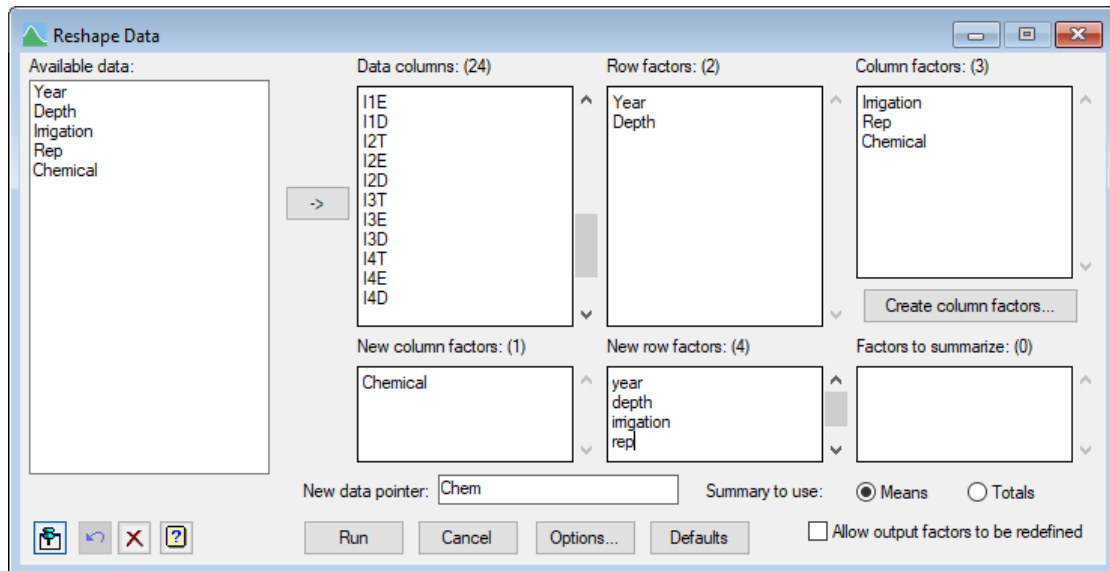 Reshape Data
Available data:
Year
Depth
Irrigation
Rep
Chemical
->
Data columns: (24)
I1E
I1D
I2T
I2E
I2D
I3T
I3E
I3D
I4T
I4E
I4D
Row factors: (2)
Year
Depth
Column factors: (3)
Irrigation
Rep
Chemical
Create column factors...
New column factors: (1)
Chemical
New row factors: (4)
year
depth
irrigation
rep
Factors to summarize: (0)
New data pointer: Chem
Summary to use: Means Totals
Run Cancel Options... Defaults
Allow output factors to be redefined